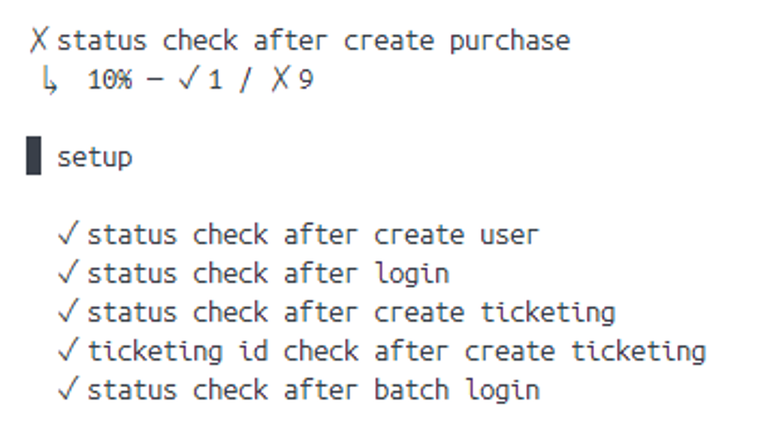 ✗ status check after create purchase
↳ 10% — ✓ 1 / ✗ 9
█ setup
✓ status check after create user
✓ status check after login
✓ status check after create ticketing
✓ ticketing id check after create ticketing
✓ status check after batch login